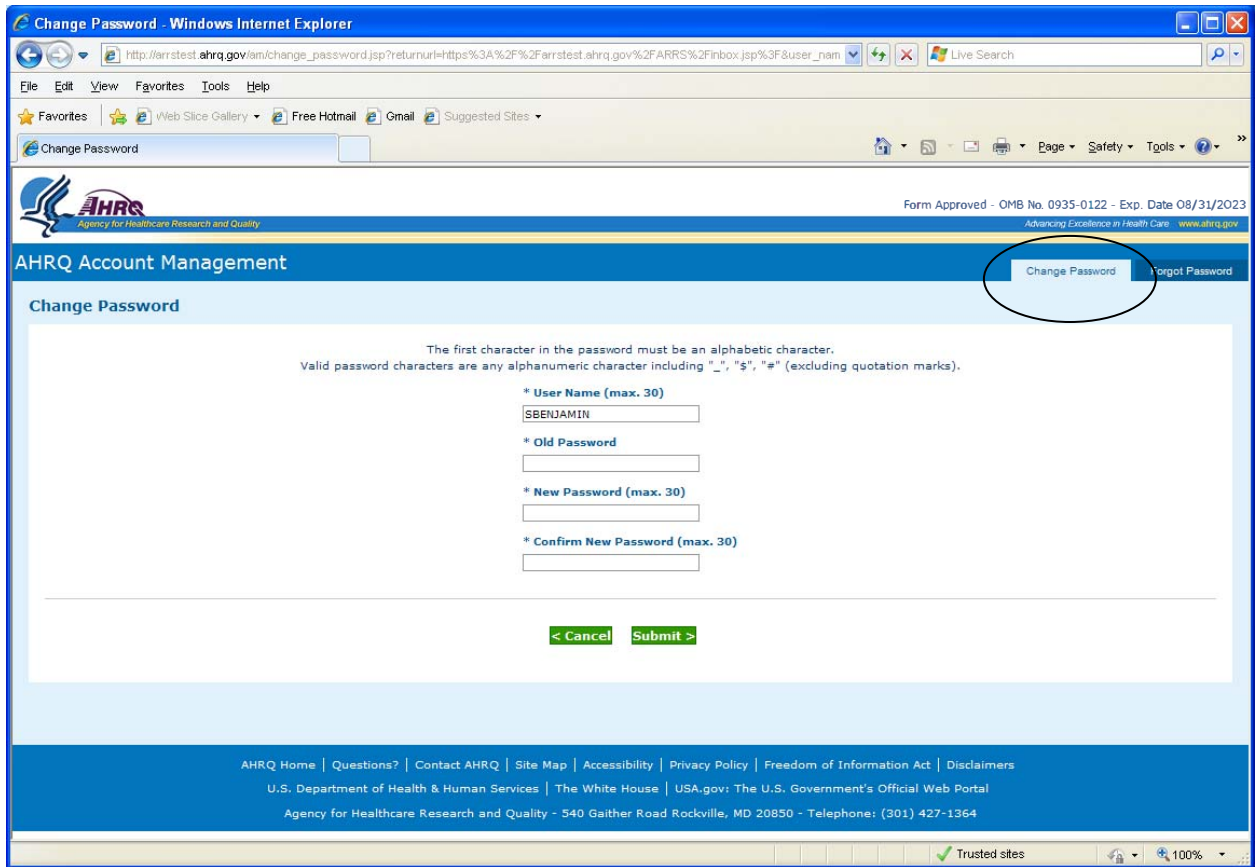 Change Password - Windows Internet Explorer
http://arrstest.ahrq.gov/am/change_password.jsp?returnurl=https%3A%2F%2Farrstest.ahrq.gov%2FARRS%2Finbox.jsp%3F&user_nam
Live Search
File Edit View Favorites Tools Help
Favorites Web Slice Gallery Free Hotmail Gmail Suggested Sites
Change Password Page Safety Tools »
AHRQ
Agency for Healthcare Research and Quality
Form Approved - OMB No. 0935-0122 - Exp. Date 08/31/2023
Advancing Excellence in Health Care www.ahrq.gov
AHRQ Account Management
Change Password Forgot Password
Change Password
The first character in the password must be an alphabetic character.
Valid password characters are any alphanumeric character including "_", "$", "#" (excluding quotation marks).
* User Name (max. 30)
SBENJAMIN
* Old Password
* New Password (max. 30)
* Confirm New Password (max. 30)
< Cancel Submit >
AHRQ Home | Questions? | Contact AHRQ | Site Map | Accessibility | Privacy Policy | Freedom of Information Act | Disclaimers
U.S. Department of Health & Human Services | The White House | USA.gov: The U.S. Government's Official Web Portal
Agency for Healthcare Research and Quality - 540 Gaither Road Rockville, MD 20850 - Telephone: (301) 427-1364
Trusted sites 100%